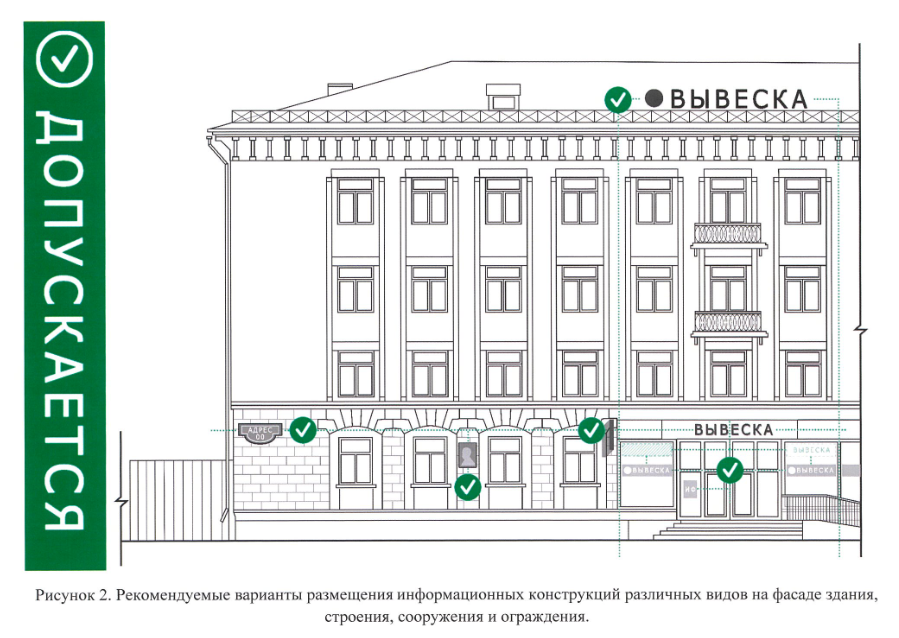 ДОПУСКАЕТСЯ
ВЫВЕСКА
АДРЕС
00
ВЫВЕСКА
ВЫВЕСКА
ВЫВЕСКА
ВЫВЕСКА
Рисунок 2. Рекомендуемые варианты размещения информационных конструкций различных видов на фасаде здания,
строения, сооружения и ограждения.